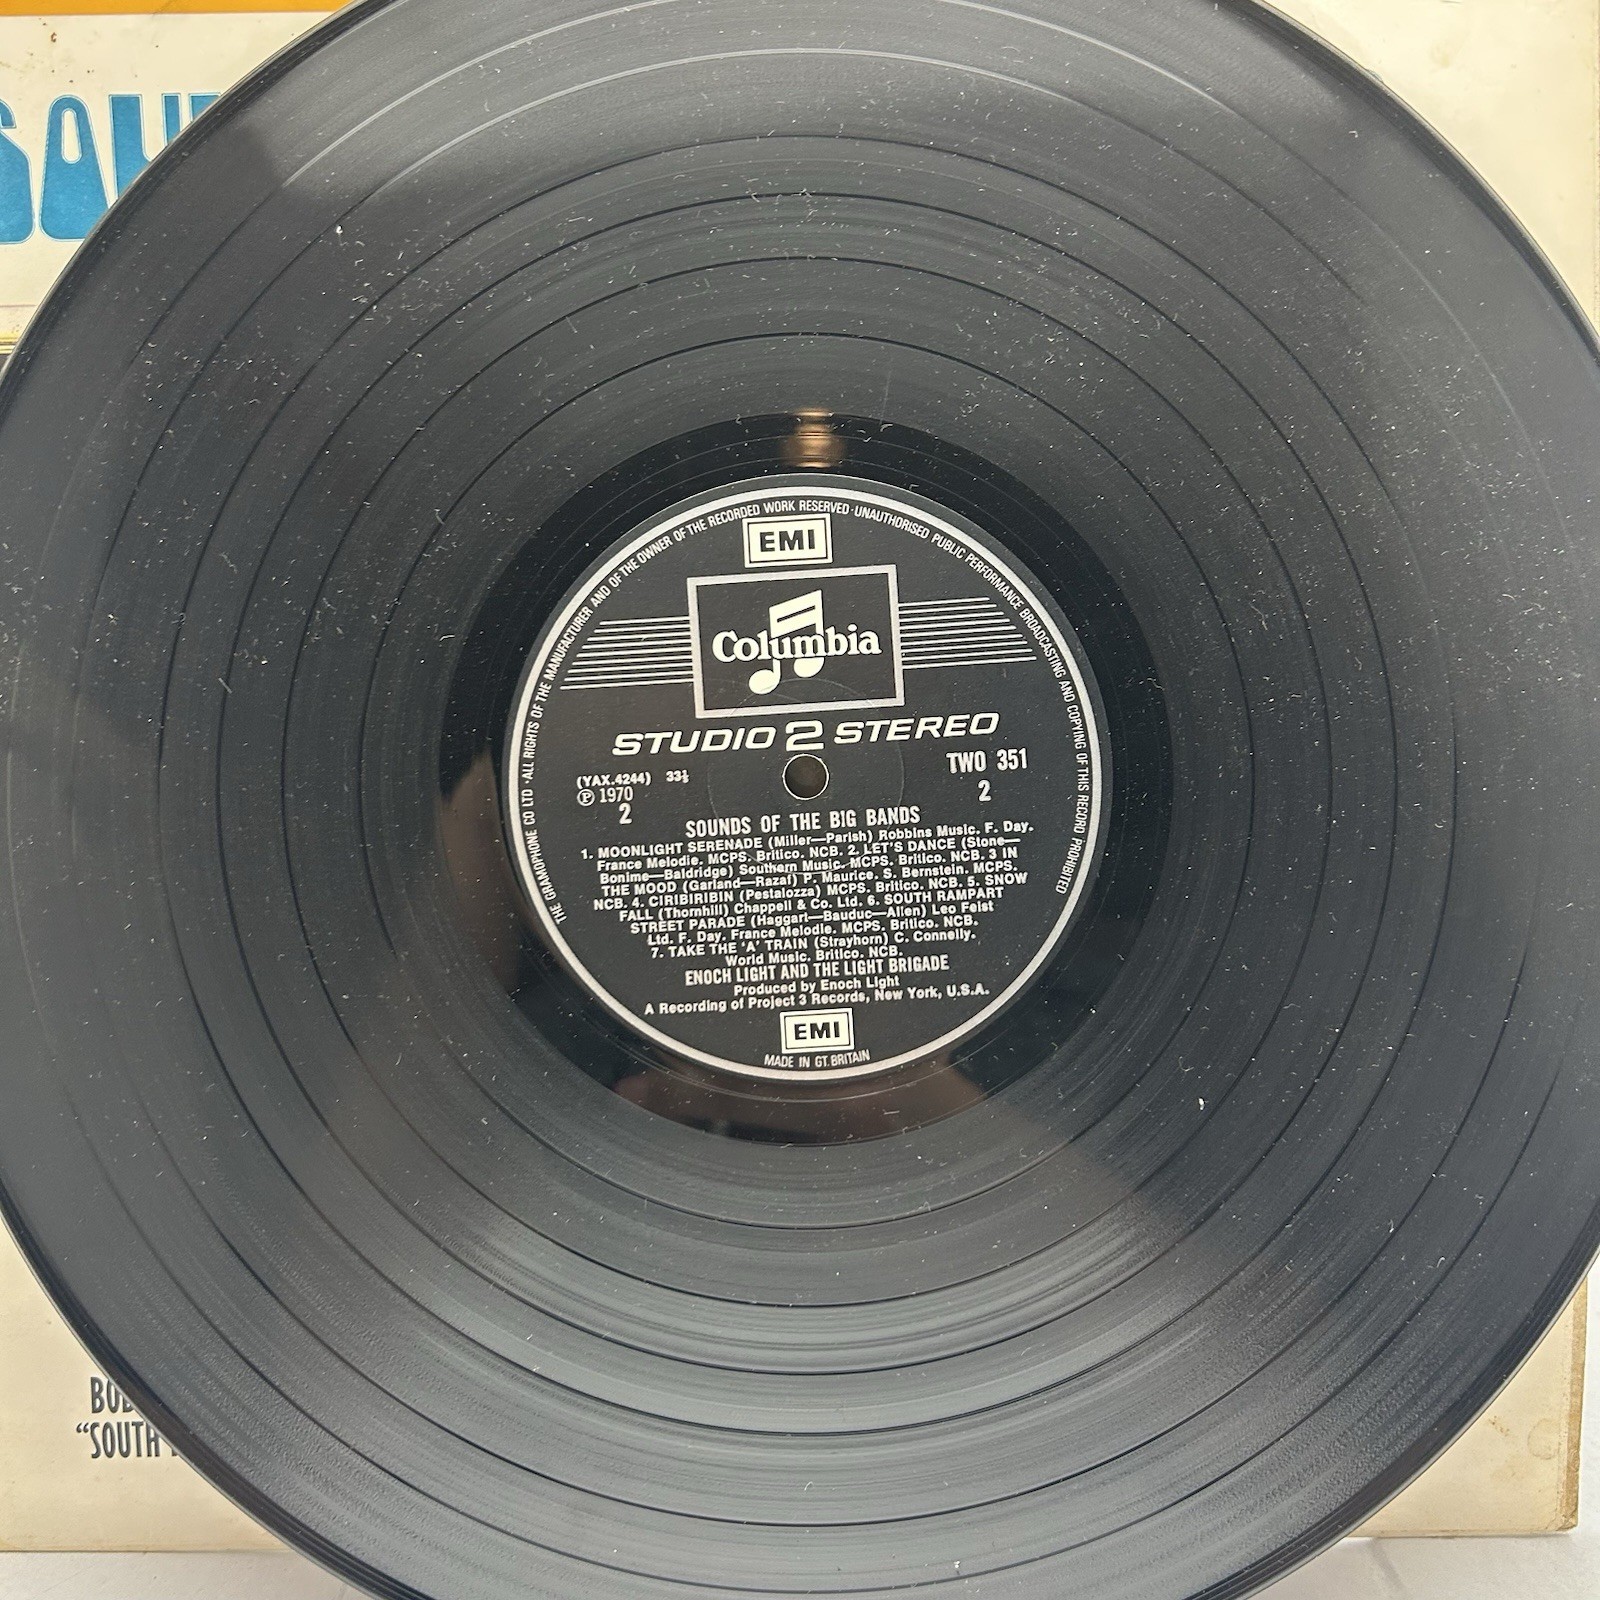 SOU
THE GRAMOPHONE CO LTD · ALL RIGHTS OF THE MANUFACTURER AND OF THE OWNER OF THE RECORDED WORK RESERVED · UNAUTHORISED PUBLIC PERFORMANCE BROADCASTING AND COPYING OF THIS RECORD PROHIBITED
EMI
Columbia
STUDIO 2 STEREO
(YAX.4244) 33⅓
TWO 351
Ⓟ 1970
2
2
SOUNDS OF THE BIG BANDS
1. MOONLIGHT SERENADE (Miller—Parish) Robbins Music. F. Day.
France Melodie. MCPS. Britico. NCB. 2. LET'S DANCE (Stone—
Bonime—Baldridge) Southern Music. MCPS. Britico. NCB. 3 IN
THE MOOD (Garland—Razaf) P. Maurice. S. Bernstein. MCPS.
NCB. 4. CIRIBIRIBIN (Pestalozza) MCPS. Britico. NCB. 5. SNOW
FALL (Thornhill) Chappell & Co. Ltd. 6. SOUTH RAMPART
STREET PARADE (Haggart—Bauduc—Allen) Leo Feist
Ltd. F. Day. France Melodie. MCPS. Britico. NCB.
7. TAKE THE 'A' TRAIN (Strayhorn) C. Connelly.
World Music. Britico. NCB.
ENOCH LIGHT AND THE LIGHT BRIGADE
Produced by Enoch Light
A Recording of Project 3 Records, New York, U.S.A.
EMI
MADE IN GT. BRITAIN
"SOUTH